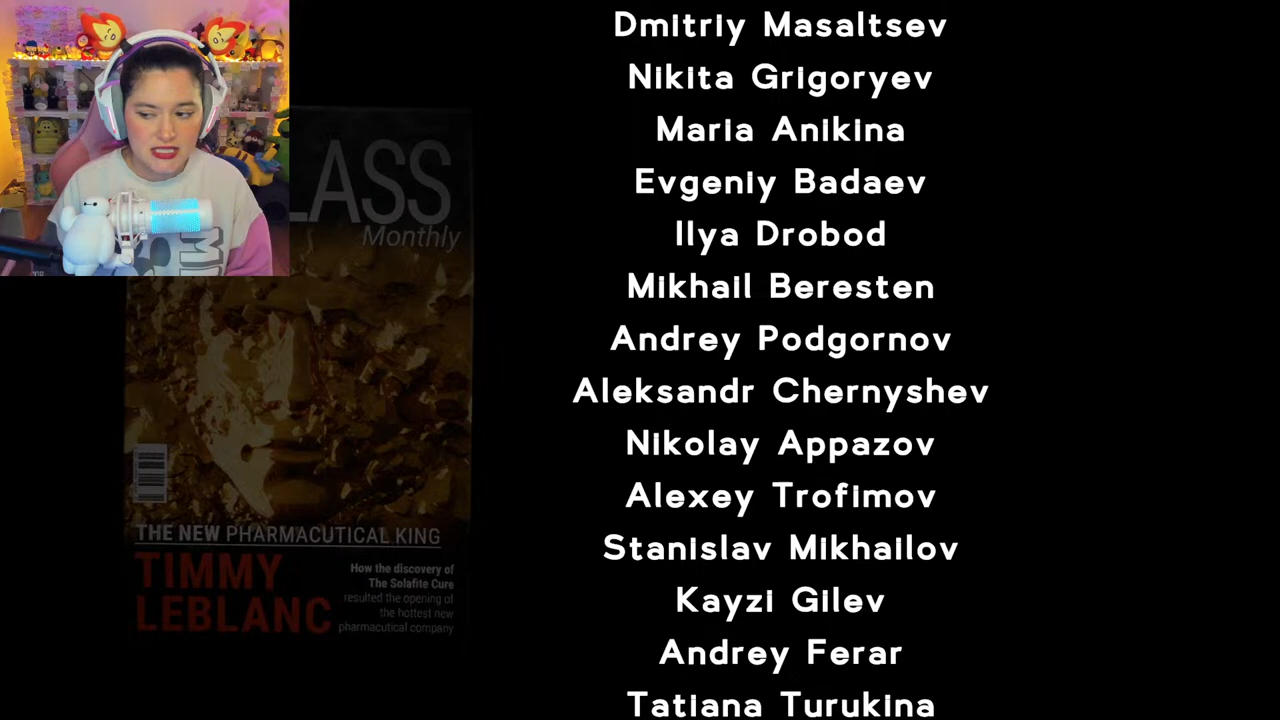 Dmitriy Masaltsev
Nikita Grigoryev
Maria Anikina
Evgeniy Badaev
Ilya Drobod
Mikhail Beresten
Andrey Podgornov
Aleksandr Chernyshev
Nikolay Appazov
Alexey Trofimov
Stanislav Mikhailov
Kayzi Gilev
Andrey Ferar
Tatiana Turukina
LASS
Monthly
THE NEW PHARMACUTICAL KING
TIMMY
LEBLANC
How the discovery of
The Solafite Cure
resulted the opening of
the hottest new
pharmacutical company